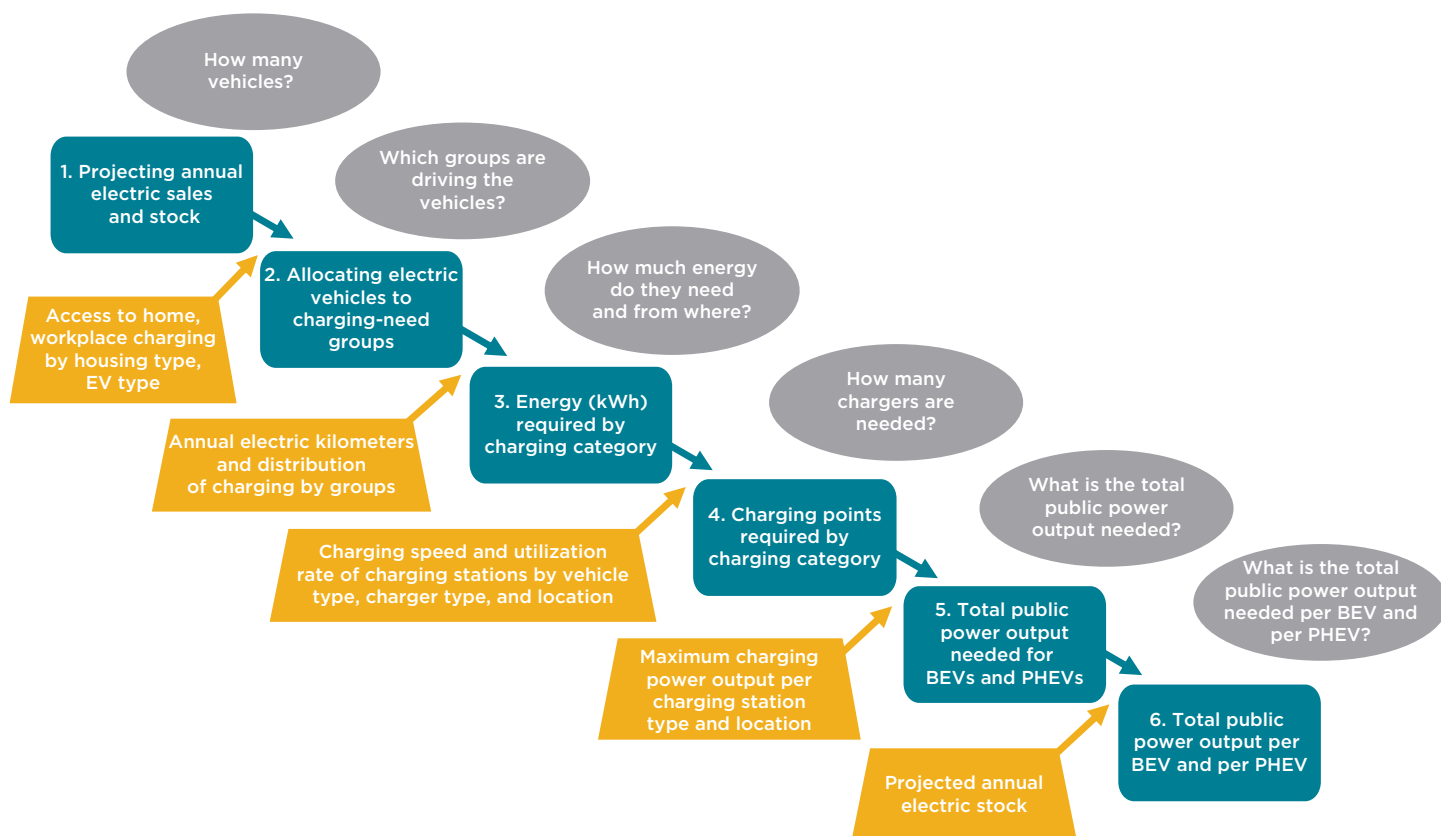 How many
vehicles?
1. Projecting annual
electric sales
and stock
Which groups are
driving the
vehicles?
Access to home,
workplace charging
by housing type,
EV type
2. Allocating electric
vehicles to
charging-need
groups
How much energy
do they need
and from where?
Annual electric kilometers
and distribution
of charging by groups
3. Energy (kWh)
required by
charging category
How many
chargers are
needed?
Charging speed and utilization
rate of charging stations by vehicle
type, charger type, and location
4. Charging points
required by
charging category
What is the total
public power
output needed?
Maximum charging
power output per
charging station
type and location
5. Total public
power output
needed for
BEVs and PHEVs
What is the total
public power output
needed per BEV and
per PHEV?
Projected annual
electric stock
6. Total public
power output per
BEV and per PHEV